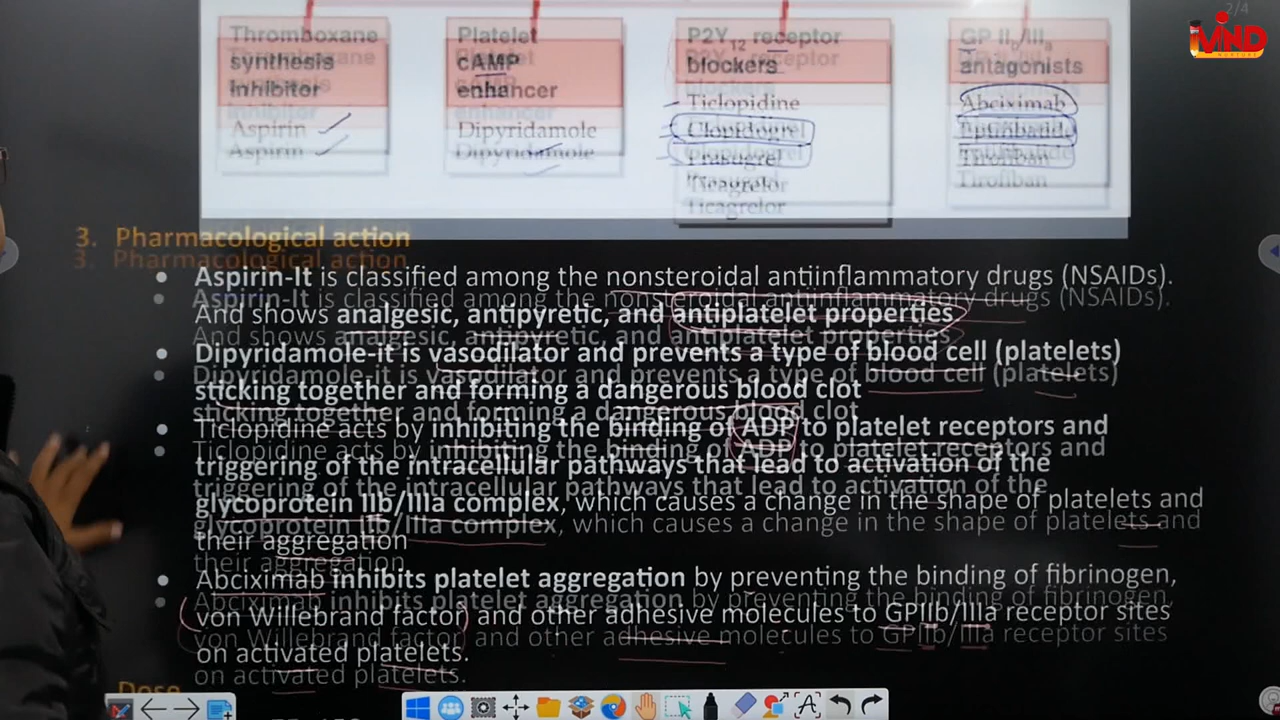 2/4
MIND
Thromboxane
synthesis
inhibitor
Aspirin
Platelet
cAMP
enhancer
Dipyridamole
P2Y12 receptor
blockers
Ticlopidine
Clopidogrel
Prasugrel
Ticagrelor
GP IIb/IIIa
antagonists
Abciximab
Eptifibatide
Tirofiban
3. Pharmacological action
• Aspirin-It is classified among the nonsteroidal antiinflammatory drugs (NSAIDs).
And shows analgesic, antipyretic, and antiplatelet properties
• Dipyridamole-it is vasodilator and prevents a type of blood cell (platelets)
sticking together and forming a dangerous blood clot
• Ticlopidine acts by inhibiting the binding of ADP to platelet receptors and
triggering of the intracellular pathways that lead to activation of the
glycoprotein IIb/IIIa complex, which causes a change in the shape of platelets and
their aggregation
• Abciximab inhibits platelet aggregation by preventing the binding of fibrinogen,
von Willebrand factor) and other adhesive molecules to GPIIb/IIIa receptor sites
on activated platelets.
Dose